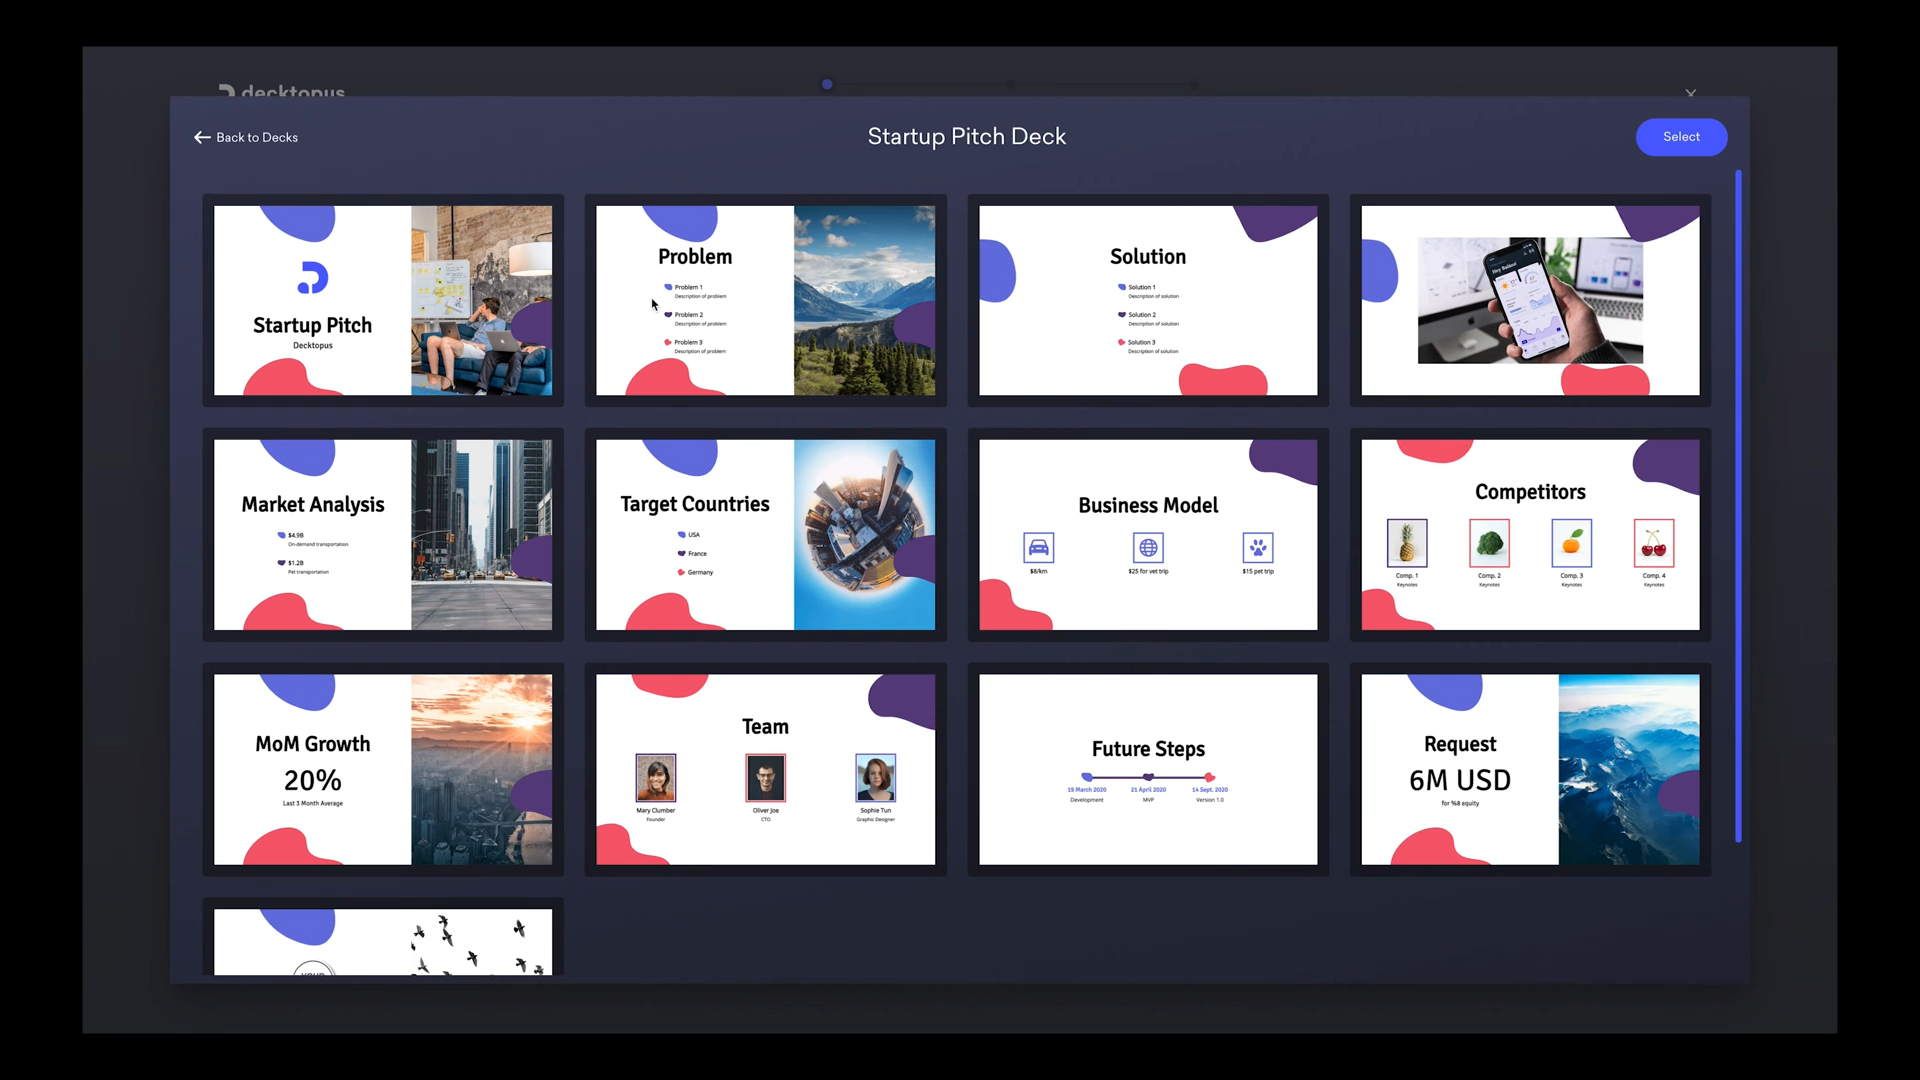 decktopus
Back to Decks
Startup Pitch Deck
Select
Startup Pitch
Decktopus
Problem
Problem 1
Description of problem
Problem 2
Description of problem
Problem 3
Description of problem
Solution
Solution 1
Description of solution
Solution 2
Description of solution
Solution 3
Description of solution
Market Analysis
$4.9B
On-demand transportation
$1.2B
Pet transportation
Target Countries
USA
France
Germany
Business Model
$8/km
$25 for vet trip
$15 pet trip
Competitors
Comp. 1
Keynotes
Comp. 2
Keynotes
Comp. 3
Keynotes
Comp. 4
Keynotes
MoM Growth
20%
Last 3 Month Average
Team
Mary Clumber
Founder
Oliver Joe
CTO
Sophie Tun
Graphic Designer
Future Steps
19 March 2020
Development
21 April 2020
MVP
14 Sept. 2020
Version 1.0
Request
6M USD
for %8 equity
YOUR